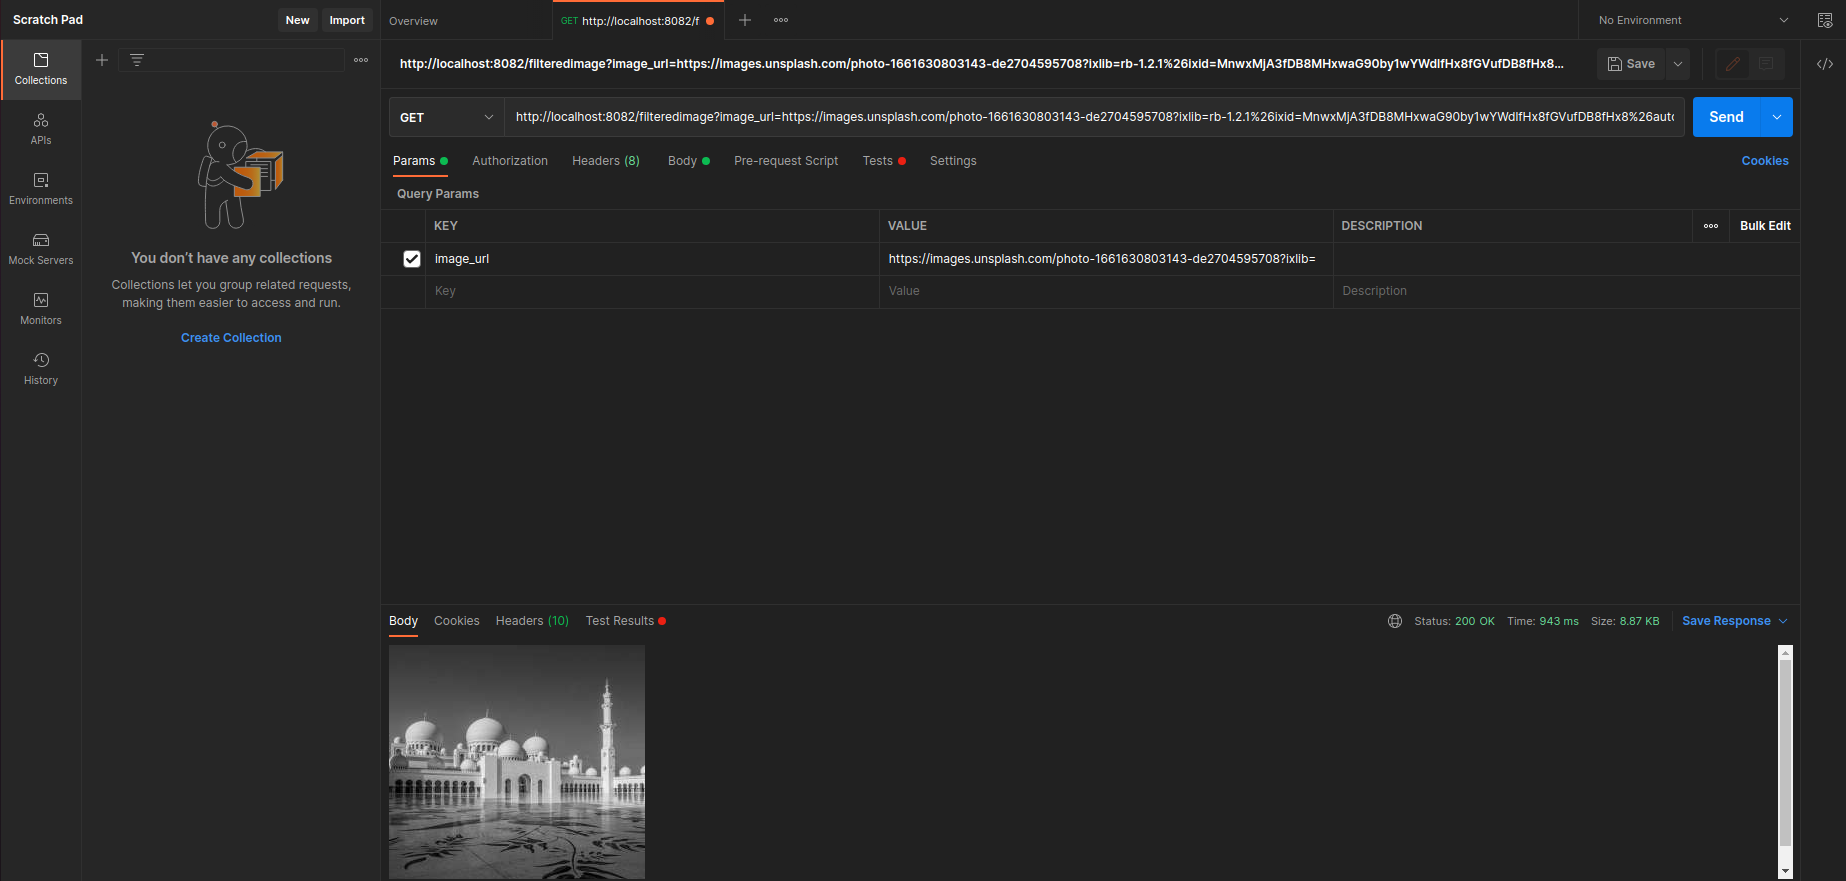 Scratch Pad
New
Import
Overview
GET http://localhost:8082/f
No Environment
Collections
APIs
Environments
Mock Servers
Monitors
History
You don't have any collections
Collections let you group related requests,
making them easier to access and run.
Create Collection
http://localhost:8082/filteredimage?image_url=https://images.unsplash.com/photo-1661630803143-de2704595708?ixlib=rb-1.2.1%26ixid=MnwxMjA3fDB8MHxwaG90by1wYWdlfHx8fGVufDB8fHx8...
Save
GET
http://localhost:8082/filteredimage?image_url=https://images.unsplash.com/photo-1661630803143-de2704595708?ixlib=rb-1.2.1%26ixid=MnwxMjA3fDB8MHxwaG90by1wYWdlfHx8fGVufDB8fHx8%26auto
Send
Params
Authorization
Headers (8)
Body
Pre-request Script
Tests
Settings
Cookies
Query Params
KEY
VALUE
DESCRIPTION
Bulk Edit
image_url
https://images.unsplash.com/photo-1661630803143-de2704595708?ixlib=
Key
Value
Description
Body
Cookies
Headers (10)
Test Results
Status: 200 OK
Time: 943 ms
Size: 8.87 KB
Save Response